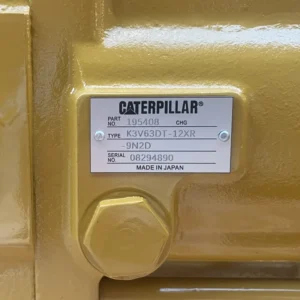 CATERPILLAR®
PART NO 195408 CHG
TYPE K3V63DT-12XR
-9N2D
SERIAL NO 08294890
MADE IN JAPAN